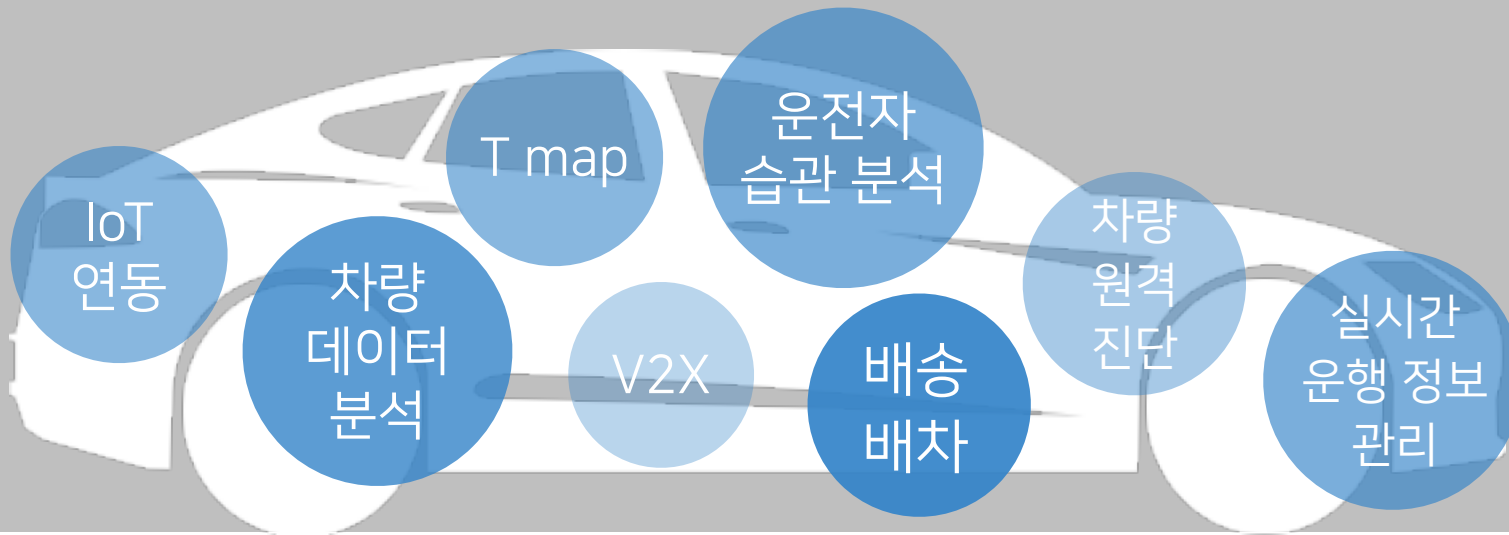 IoT
연동
차량
데이터
분석
T map
V2X
운전자
습관 분석
배송
배차
차량
원격
진단
실시간
운행 정보
관리